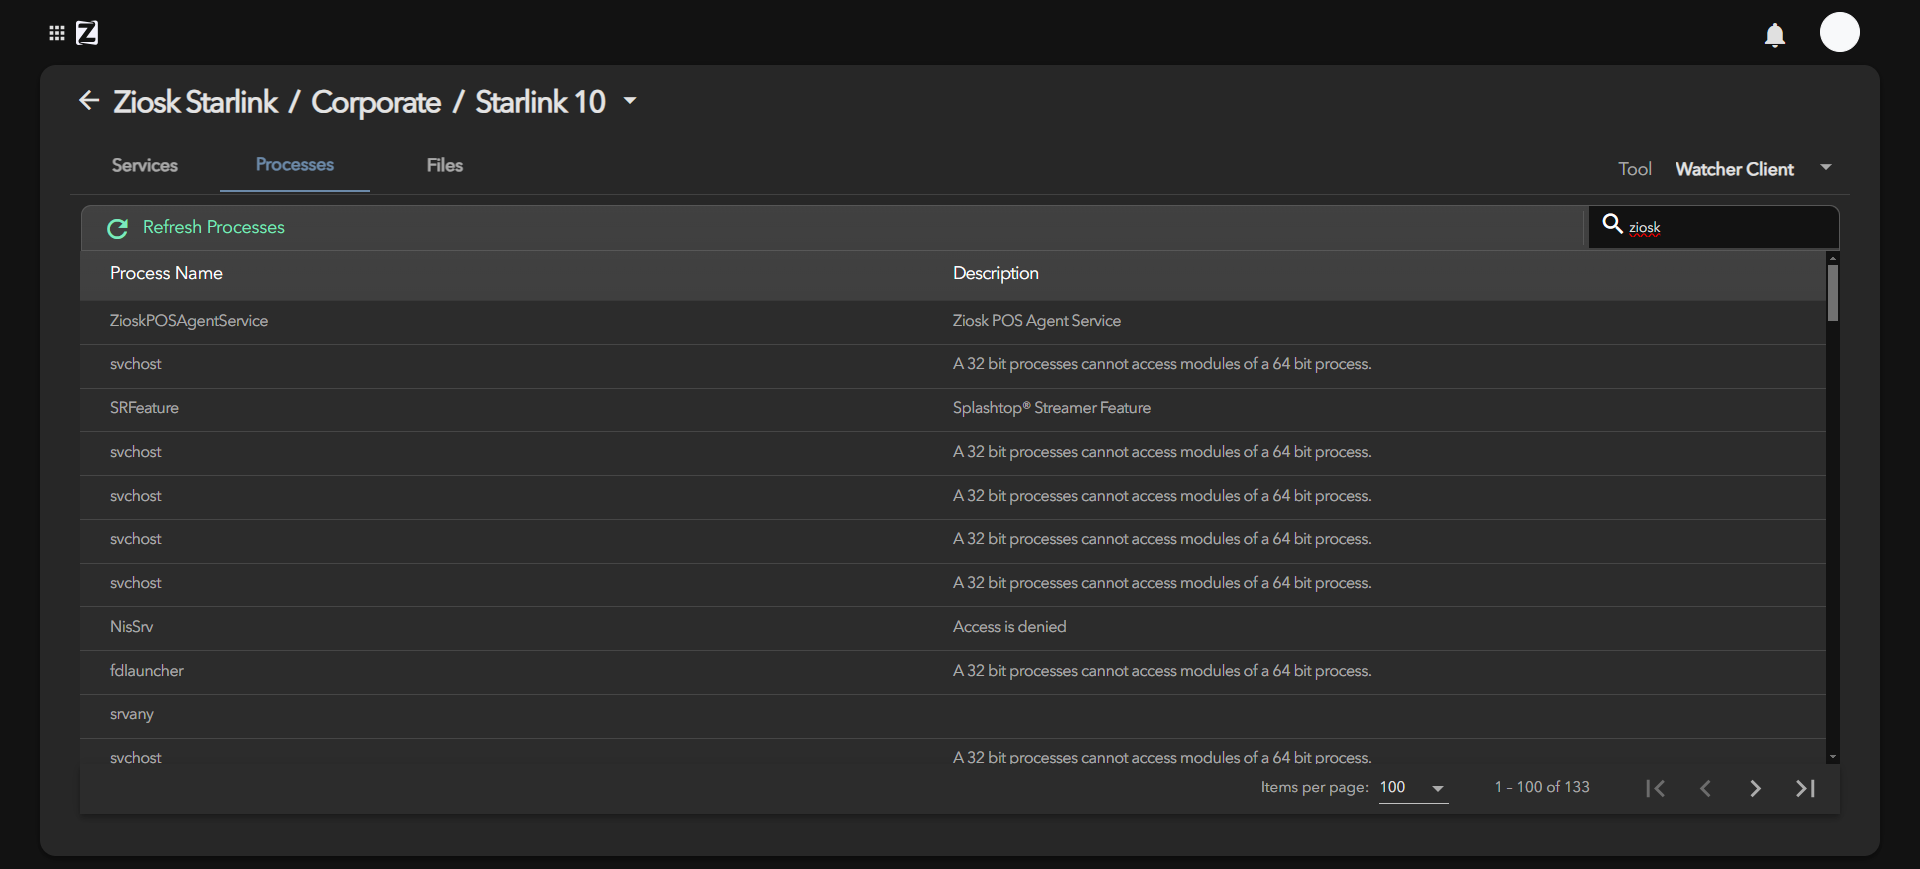 Z
Ziosk Starlink / Corporate / Starlink 10
Services Processes Files Tool Watcher Client
Refresh Processes ziosk
Process Name Description
ZioskPOSAgentService Ziosk POS Agent Service
svchost A 32 bit processes cannot access modules of a 64 bit process.
SRFeature Splashtop® Streamer Feature
svchost A 32 bit processes cannot access modules of a 64 bit process.
svchost A 32 bit processes cannot access modules of a 64 bit process.
svchost A 32 bit processes cannot access modules of a 64 bit process.
svchost A 32 bit processes cannot access modules of a 64 bit process.
NisSrv Access is denied
fdlauncher A 32 bit processes cannot access modules of a 64 bit process.
srvany
svchost A 32 bit processes cannot access modules of a 64 bit process.
Items per page: 100 1 - 100 of 133